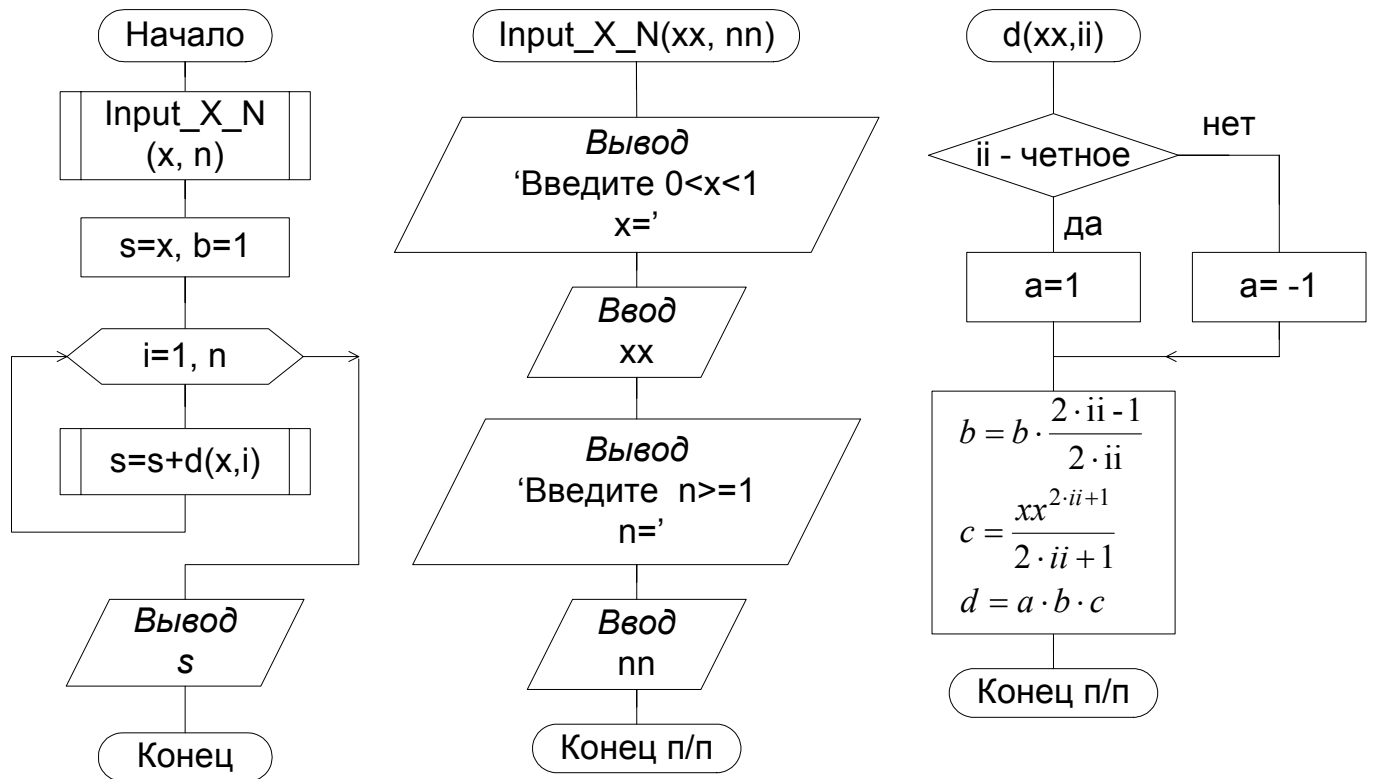 Начало
Input_X_N
(x, n)
s=x, b=1
i=1, n
s=s+d(x,i)
Вывод
s
Конец
Input_X_N(xx, nn)
Вывод
‘Введите 0<x<1
x=’
Ввод
xx
Вывод
‘Введите n>=1
n=’
Ввод
nn
Конец п/п
d(xx,ii)
ii - четное
нет
да
a=1
a= -1
b = b · \frac{2 · ii - 1}{2 · ii}
c = \frac{xx^{2·ii+1}}{2 · ii + 1}
d = a · b · c
Конец п/п